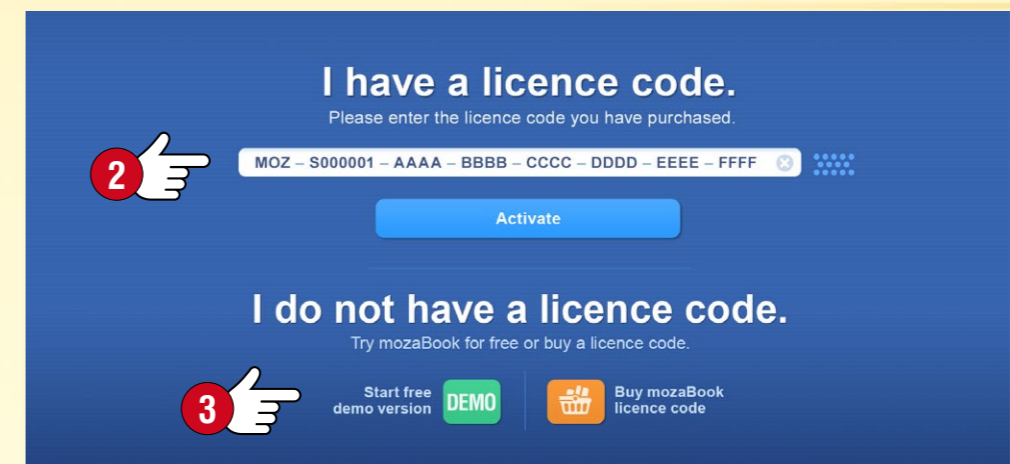 I have a licence code.
Please enter the licence code you have purchased.
2
MOZ – S000001 – AAAA – BBBB – CCCC – DDDD – EEEE – FFFF
Activate
I do not have a licence code.
Try mozaBook for free or buy a licence code.
3
Start free
demo version
DEMO
Buy mozaBook
licence code